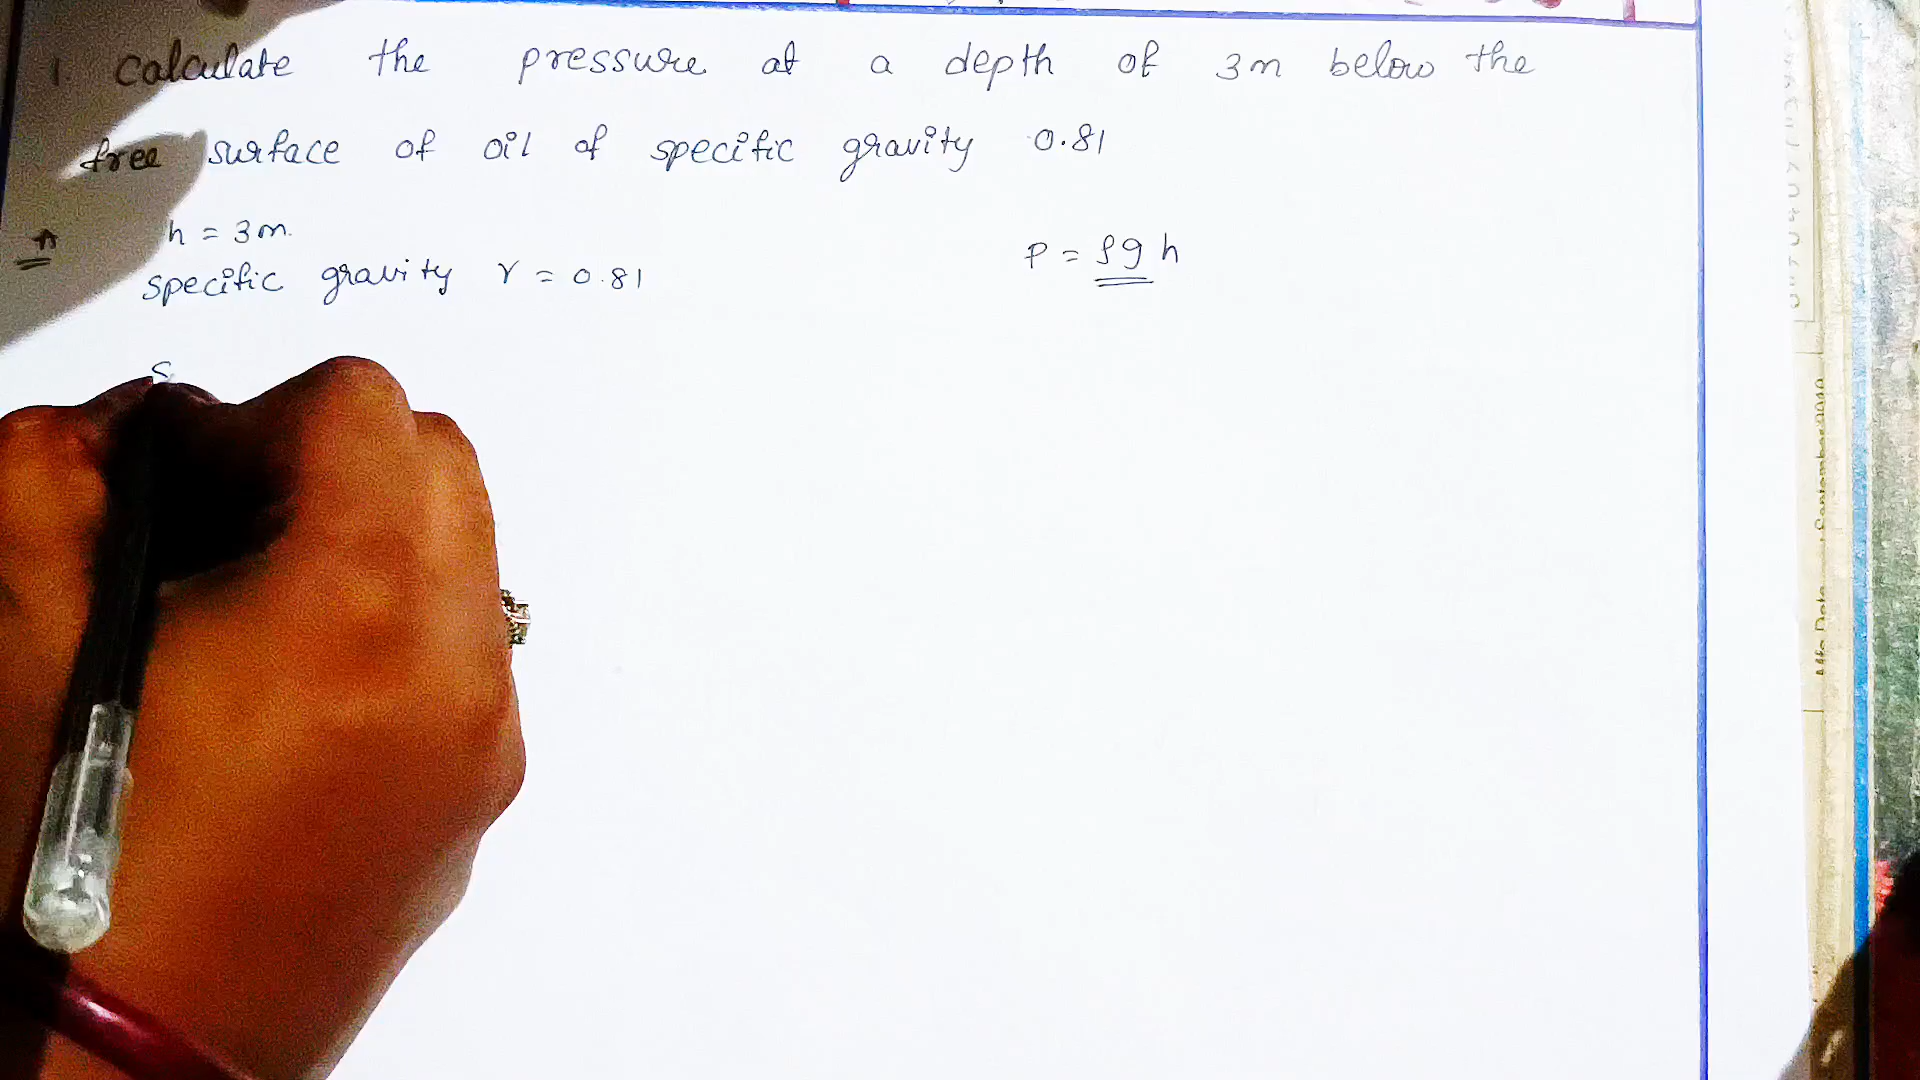 1. Calculate the pressure at a depth of 3m below the
free surface of oil of specific gravity 0.81
h = 3m.
P = ρg h
specific gravity γ = 0.81
S